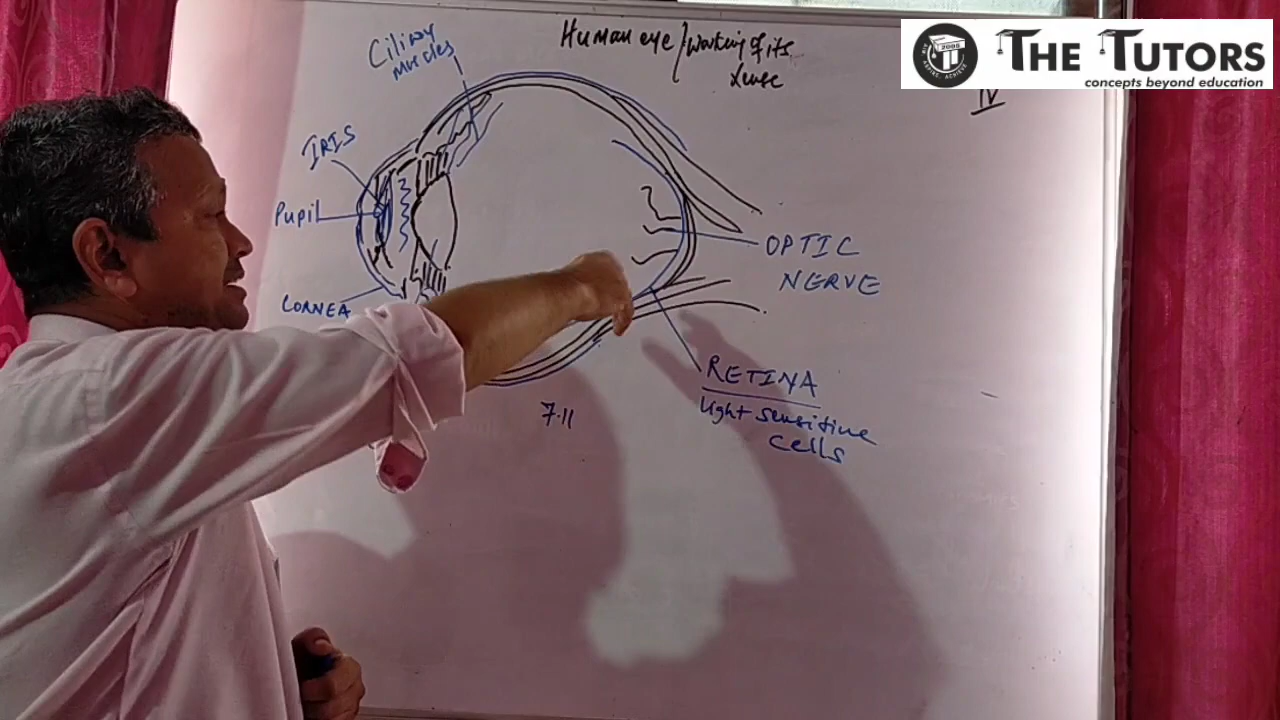 Human eye / Working of its
Lense
THE TUTORS
concepts beyond education
2005
IV
Ciliary
Muscles
IRIS
Pupil
CORNEA
OPTIC
NERVE
RETINA
light sensitive
cells
7.11